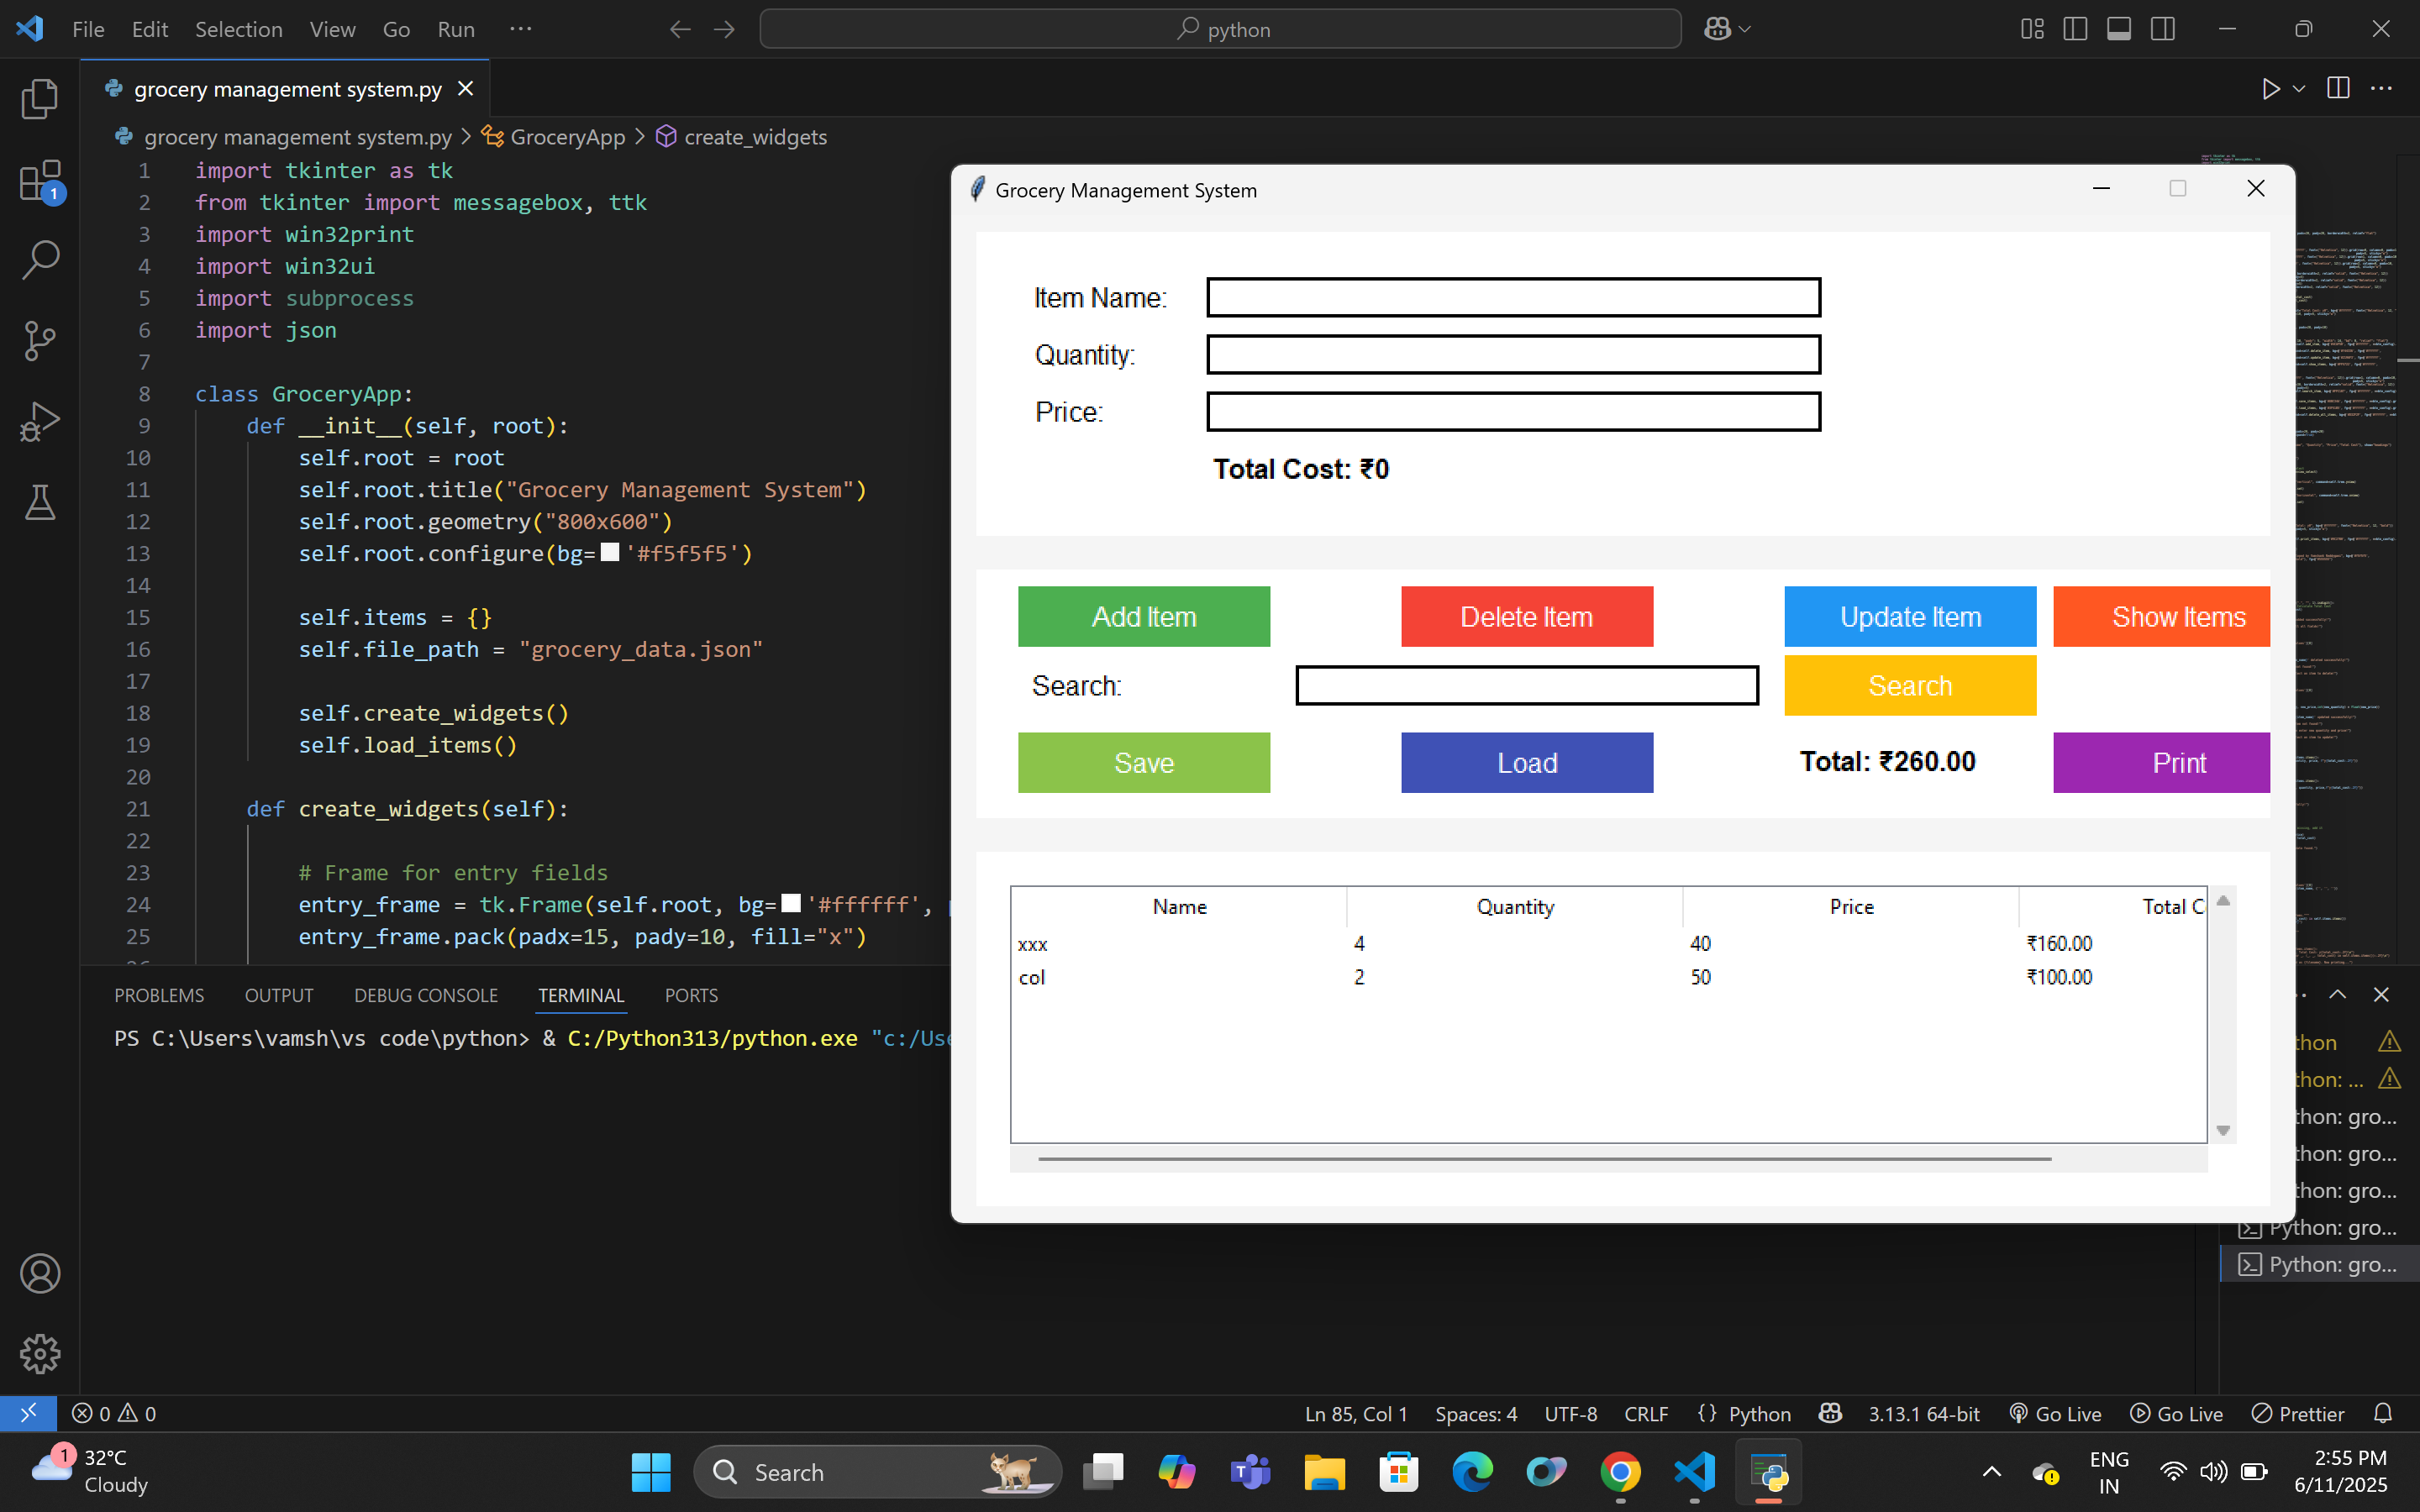 File Edit Selection View Go Run ···
python
grocery management system.py
grocery management system.py > GroceryApp > create_widgets
1 import tkinter as tk
2 from tkinter import messagebox, ttk
3 import win32print
4 import win32ui
5 import subprocess
6 import json
7
8 class GroceryApp:
9 def __init__(self, root):
10 self.root = root
11 self.root.title("Grocery Management System")
12 self.root.geometry("800x600")
13 self.root.configure(bg='#f5f5f5')
14
15 self.items = {}
16 self.file_path = "grocery_data.json"
17
18 self.create_widgets()
19 self.load_items()
20
21 def create_widgets(self):
22
23 # Frame for entry fields
24 entry_frame = tk.Frame(self.root, bg='#ffffff',
25 entry_frame.pack(padx=15, pady=10, fill="x")
1
Grocery Management System
Item Name:
Quantity:
Price:
Total Cost: ₹0
Add Item Delete Item Update Item Show Items
Search: Search
Save Load Total: ₹260.00 Print
Name Quantity Price Total C
xxx 4 40 ₹160.00
col 2 50 ₹100.00
PROBLEMS OUTPUT DEBUG CONSOLE TERMINAL PORTS
PS C:\Users\vamsh\vs code\python> & C:/Python313/python.exe "c:/Use
thon
thon: ...
thon: gro...
thon: gro...
thon: gro...
Python: gro...
Python: gro...
0 0
Ln 85, Col 1 Spaces: 4 UTF-8 CRLF {} Python 3.13.1 64-bit Go Live Go Live Prettier
1
32°C
Cloudy
Search
ENG
IN
2:55 PM
6/11/2025